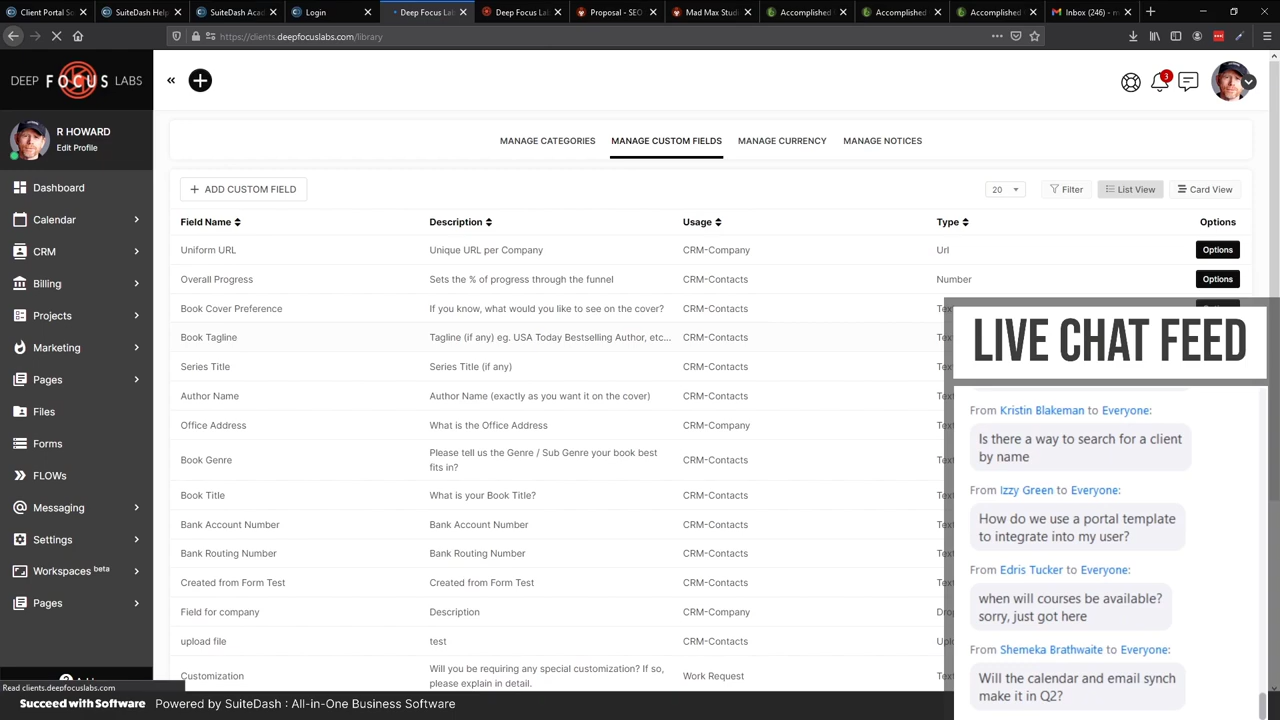 Client Portal So
SuiteDash Help
SuiteDash Acad
Login
Deep Focus Lab
Deep Focus Lab
Proposal - SEO
Mad Max Studi
Accomplished
Accomplished
Accomplished
Inbox (246) - m
https://clients.deepfocuslabs.com/library
DEEP FOCUS LABS
3
R HOWARD
Edit Profile
Dashboard
Calendar
CRM
Billing
Projects
Marketing
Pages
Files
Forms
FLOWs
Messaging
Settings
Workspaces beta
Pages
MANAGE CATEGORIES MANAGE CUSTOM FIELDS MANAGE CURRENCY MANAGE NOTICES
+ ADD CUSTOM FIELD 20 Filter List View Card View
Field Name Description Usage Type Options
Uniform URL Unique URL per Company CRM-Company Url Options
Overall Progress Sets the % of progress through the funnel CRM-Contacts Number Options
Book Cover Preference If you know, what would you like to see on the cover? CRM-Contacts
Book Tagline Tagline (if any) eg. USA Today Bestselling Author, etc... CRM-Contacts
Series Title Series Title (if any) CRM-Contacts
Author Name Author Name (exactly as you want it on the cover) CRM-Contacts
Office Address What is the Office Address CRM-Company
Book Genre Please tell us the Genre / Sub Genre your book best CRM-Contacts
fits in?
Book Title What is your Book Title? CRM-Contacts
Bank Account Number Bank Account Number CRM-Contacts
Bank Routing Number Bank Routing Number CRM-Contacts
Created from Form Test Created from Form Test CRM-Contacts
Field for company Description CRM-Company
upload file test CRM-Contacts
Customization Will you be requiring any special customization? If so, Work Request
please explain in detail.
LIVE CHAT FEED
From Kristin Blakeman to Everyone:
Is there a way to search for a client
by name
From Izzy Green to Everyone:
How do we use a portal template
to integrate into my user?
From Edris Tucker to Everyone:
when will courses be available?
sorry, just got here
From Shemeka Brathwaite to Everyone:
Will the calendar and email synch
make it in Q2?
Read clients.deepfocuslabs.com
Succeed with Software Powered by SuiteDash : All-in-One Business Software